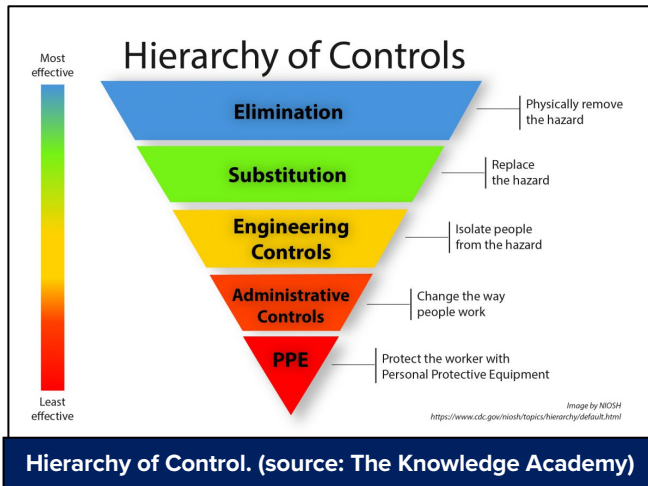 Hierarchy of Controls
Most
effective
Elimination
Physically remove
the hazard
Substitution
Replace
the hazard
Engineering
Controls
Isolate people
from the hazard
Administrative
Controls
Change the way
people work
PPE
Protect the worker with
Personal Protective Equipment
Least
effective
Image by NIOSH
https://www.cdc.gov/niosh/topics/hierarchy/default.html
Hierarchy of Control. (source: The Knowledge Academy)